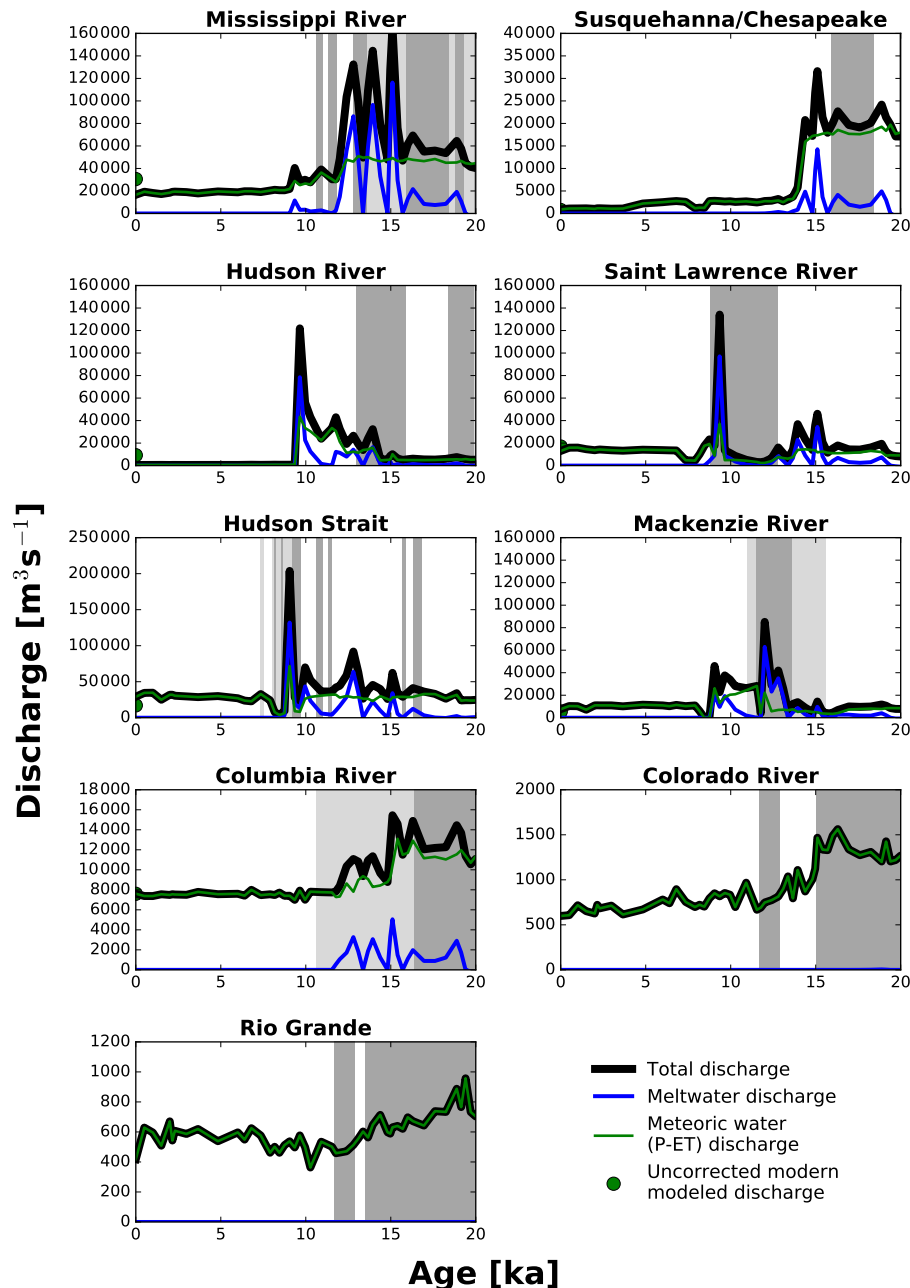 Mississippi River
160000
140000
120000
100000
80000
60000
40000
20000
0
0 5 10 15 20
Susquehanna/Chesapeake
40000
35000
30000
25000
20000
15000
10000
5000
0
0 5 10 15 20
Hudson River
160000
140000
120000
100000
80000
60000
40000
20000
0
0 5 10 15 20
Saint Lawrence River
160000
140000
120000
100000
80000
60000
40000
20000
0
0 5 10 15 20
Discharge [m³s⁻¹]
Hudson Strait
250000
200000
150000
100000
50000
0
0 5 10 15 20
Mackenzie River
160000
140000
120000
100000
80000
60000
40000
20000
0
0 5 10 15 20
Columbia River
18000
16000
14000
12000
10000
8000
6000
4000
2000
0
0 5 10 15 20
Colorado River
2000
1500
1000
500
0
0 5 10 15 20
Rio Grande
1200
1000
800
600
400
200
0
0 5 10 15 20
Total discharge
Meltwater discharge
Meteoric water
(P-ET) discharge
Uncorrected modern
modeled discharge
Age [ka]